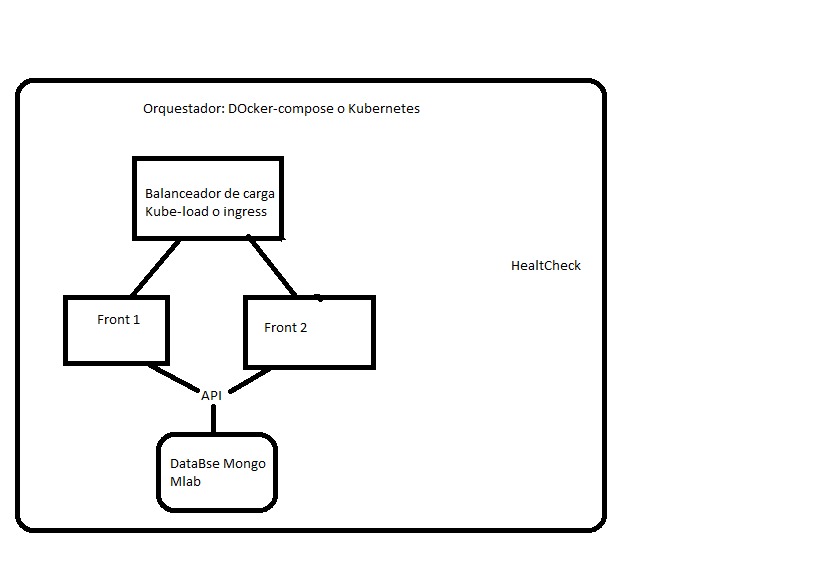 Orquestador: DOcker-compose o Kubernetes
Balanceador de carga
Kube-load o ingress
HealtCheck
Front 1
Front 2
API
DataBse Mongo
Mlab